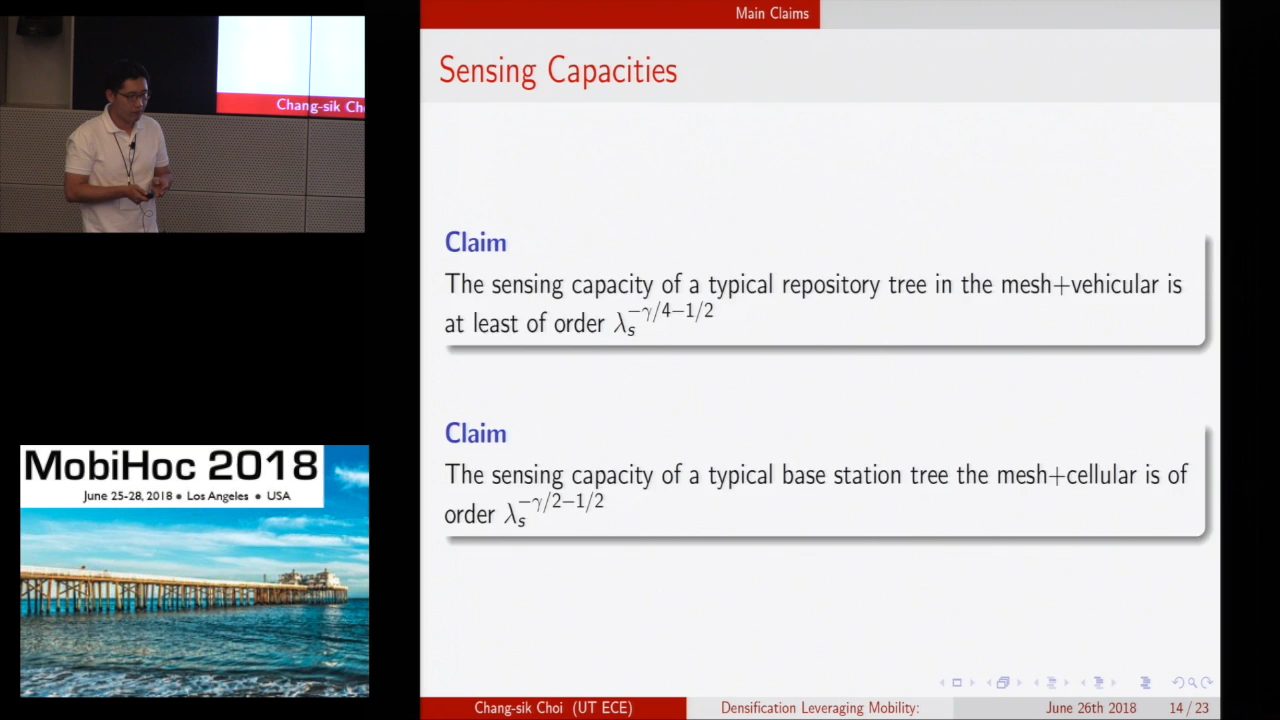 Main Claims
Sensing Capacities
Chang-sik Ch
Claim
The sensing capacity of a typical repository tree in the mesh+vehicular is
at least of order λ_s^{−γ/4−1/2}
Claim
The sensing capacity of a typical base station tree the mesh+cellular is of
order λ_s^{−γ/2−1/2}
MobiHoc 2018
June 25-28, 2018 • Los Angeles • USA
Chang-sik Choi (UT ECE)
Densification Leveraging Mobility:
June 26th 2018
14 / 23